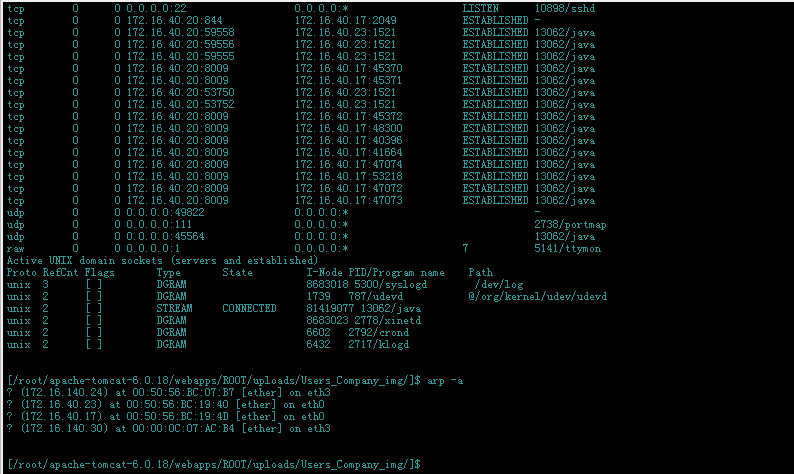 tcp 0 0 0.0.0.0:22 0.0.0.0:* LISTEN 10898/sshd
tcp 0 0 172.16.40.20:844 172.16.40.17:2049 ESTABLISHED -
tcp 0 0 172.16.40.20:59558 172.16.40.23:1521 ESTABLISHED 13062/java
tcp 0 0 172.16.40.20:59556 172.16.40.23:1521 ESTABLISHED 13062/java
tcp 0 0 172.16.40.20:59555 172.16.40.23:1521 ESTABLISHED 13062/java
tcp 0 0 172.16.40.20:8009 172.16.40.17:45370 ESTABLISHED 13062/java
tcp 0 0 172.16.40.20:8009 172.16.40.17:45371 ESTABLISHED 13062/java
tcp 0 0 172.16.40.20:53750 172.16.40.23:1521 ESTABLISHED 13062/java
tcp 0 0 172.16.40.20:53752 172.16.40.23:1521 ESTABLISHED 13062/java
tcp 0 0 172.16.40.20:8009 172.16.40.17:45372 ESTABLISHED 13062/java
tcp 0 0 172.16.40.20:8009 172.16.40.17:48300 ESTABLISHED 13062/java
tcp 0 0 172.16.40.20:8009 172.16.40.17:40396 ESTABLISHED 13062/java
tcp 0 0 172.16.40.20:8009 172.16.40.17:41664 ESTABLISHED 13062/java
tcp 0 0 172.16.40.20:8009 172.16.40.17:47074 ESTABLISHED 13062/java
tcp 0 0 172.16.40.20:8009 172.16.40.17:53218 ESTABLISHED 13062/java
tcp 0 0 172.16.40.20:8009 172.16.40.17:47072 ESTABLISHED 13062/java
tcp 0 0 172.16.40.20:8009 172.16.40.17:47073 ESTABLISHED 13062/java
udp 0 0 0.0.0.0:49822 0.0.0.0:* -
udp 0 0 0.0.0.0:111 0.0.0.0:* 2738/portmap
udp 0 0 0.0.0.0:45564 0.0.0.0:* 13062/java
raw 0 0 0.0.0.0:1 0.0.0.0:* 7 5141/ttymon
Active UNIX domain sockets (servers and established)
Proto RefCnt Flags Type State I-Node PID/Program name Path
unix 3 [ ] DGRAM 8683018 5300/syslogd /dev/log
unix 2 [ ] DGRAM 1739 787/udevd @/org/kernel/udev/udevd
unix 2 [ ] STREAM CONNECTED 81419077 13062/java
unix 2 [ ] DGRAM 8683023 2778/xinetd
unix 2 [ ] DGRAM 6602 2792/crond
unix 2 [ ] DGRAM 6432 2717/klogd
[/root/apache-tomcat-6.0.18/webapps/ROOT/uploads/Users_Company_img/]$ arp -a
? (172.16.140.24) at 00:50:56:BC:07:B7 [ether] on eth3
? (172.16.40.23) at 00:50:56:BC:19:40 [ether] on eth0
? (172.16.40.17) at 00:50:56:BC:19:4D [ether] on eth0
? (172.16.140.30) at 00:00:0C:07:AC:B4 [ether] on eth3
[/root/apache-tomcat-6.0.18/webapps/ROOT/uploads/Users_Company_img/]$